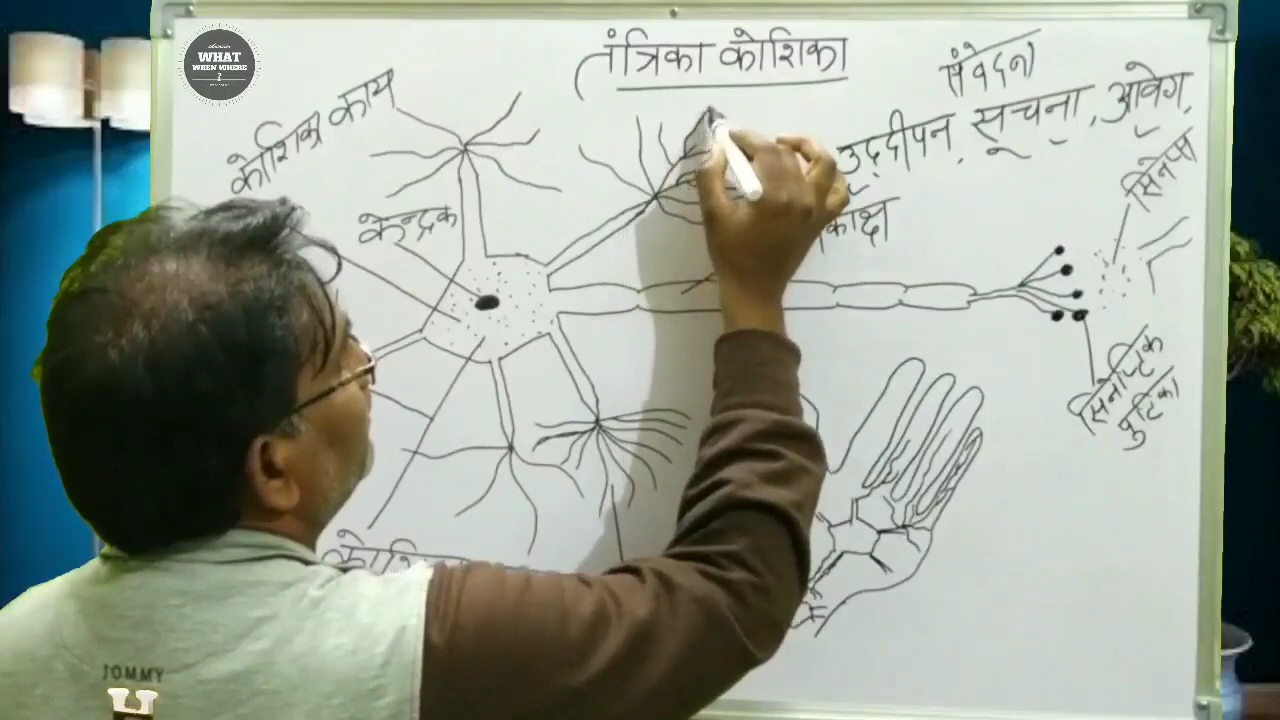 WHAT
WHEN WHERE
?
तंत्रिका कोशिका
संवेदना
उद्दीपन, सूचना, आवेग,
कोशिका काय
सिनेप्स
केन्द्रक
सिनेप्टिक
पुटिका
JOMMY
H